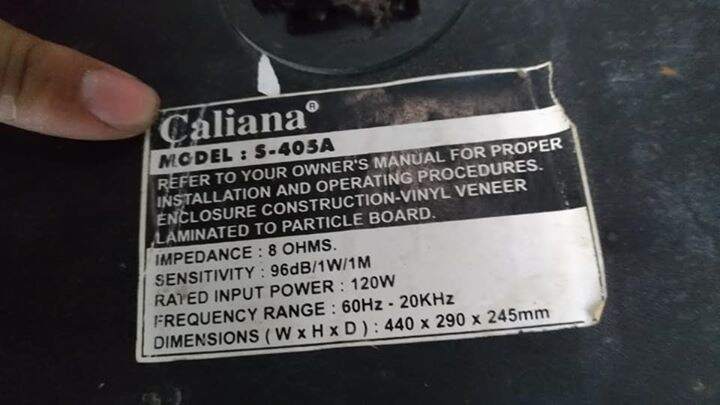 Caliana®
MODEL : S-405A
REFER TO YOUR OWNER'S MANUAL FOR PROPER
INSTALLATION AND OPERATING PROCEDURES.
ENCLOSURE CONSTRUCTION-VINYL VENEER
LAMINATED TO PARTICLE BOARD.
IMPEDANCE : 8 OHMS.
SENSITIVITY : 96dB/1W/1M
RATED INPUT POWER : 120W
FREQUENCY RANGE : 60Hz - 20KHz
DIMENSIONS ( W x H x D ) : 440 x 290 x 245mm